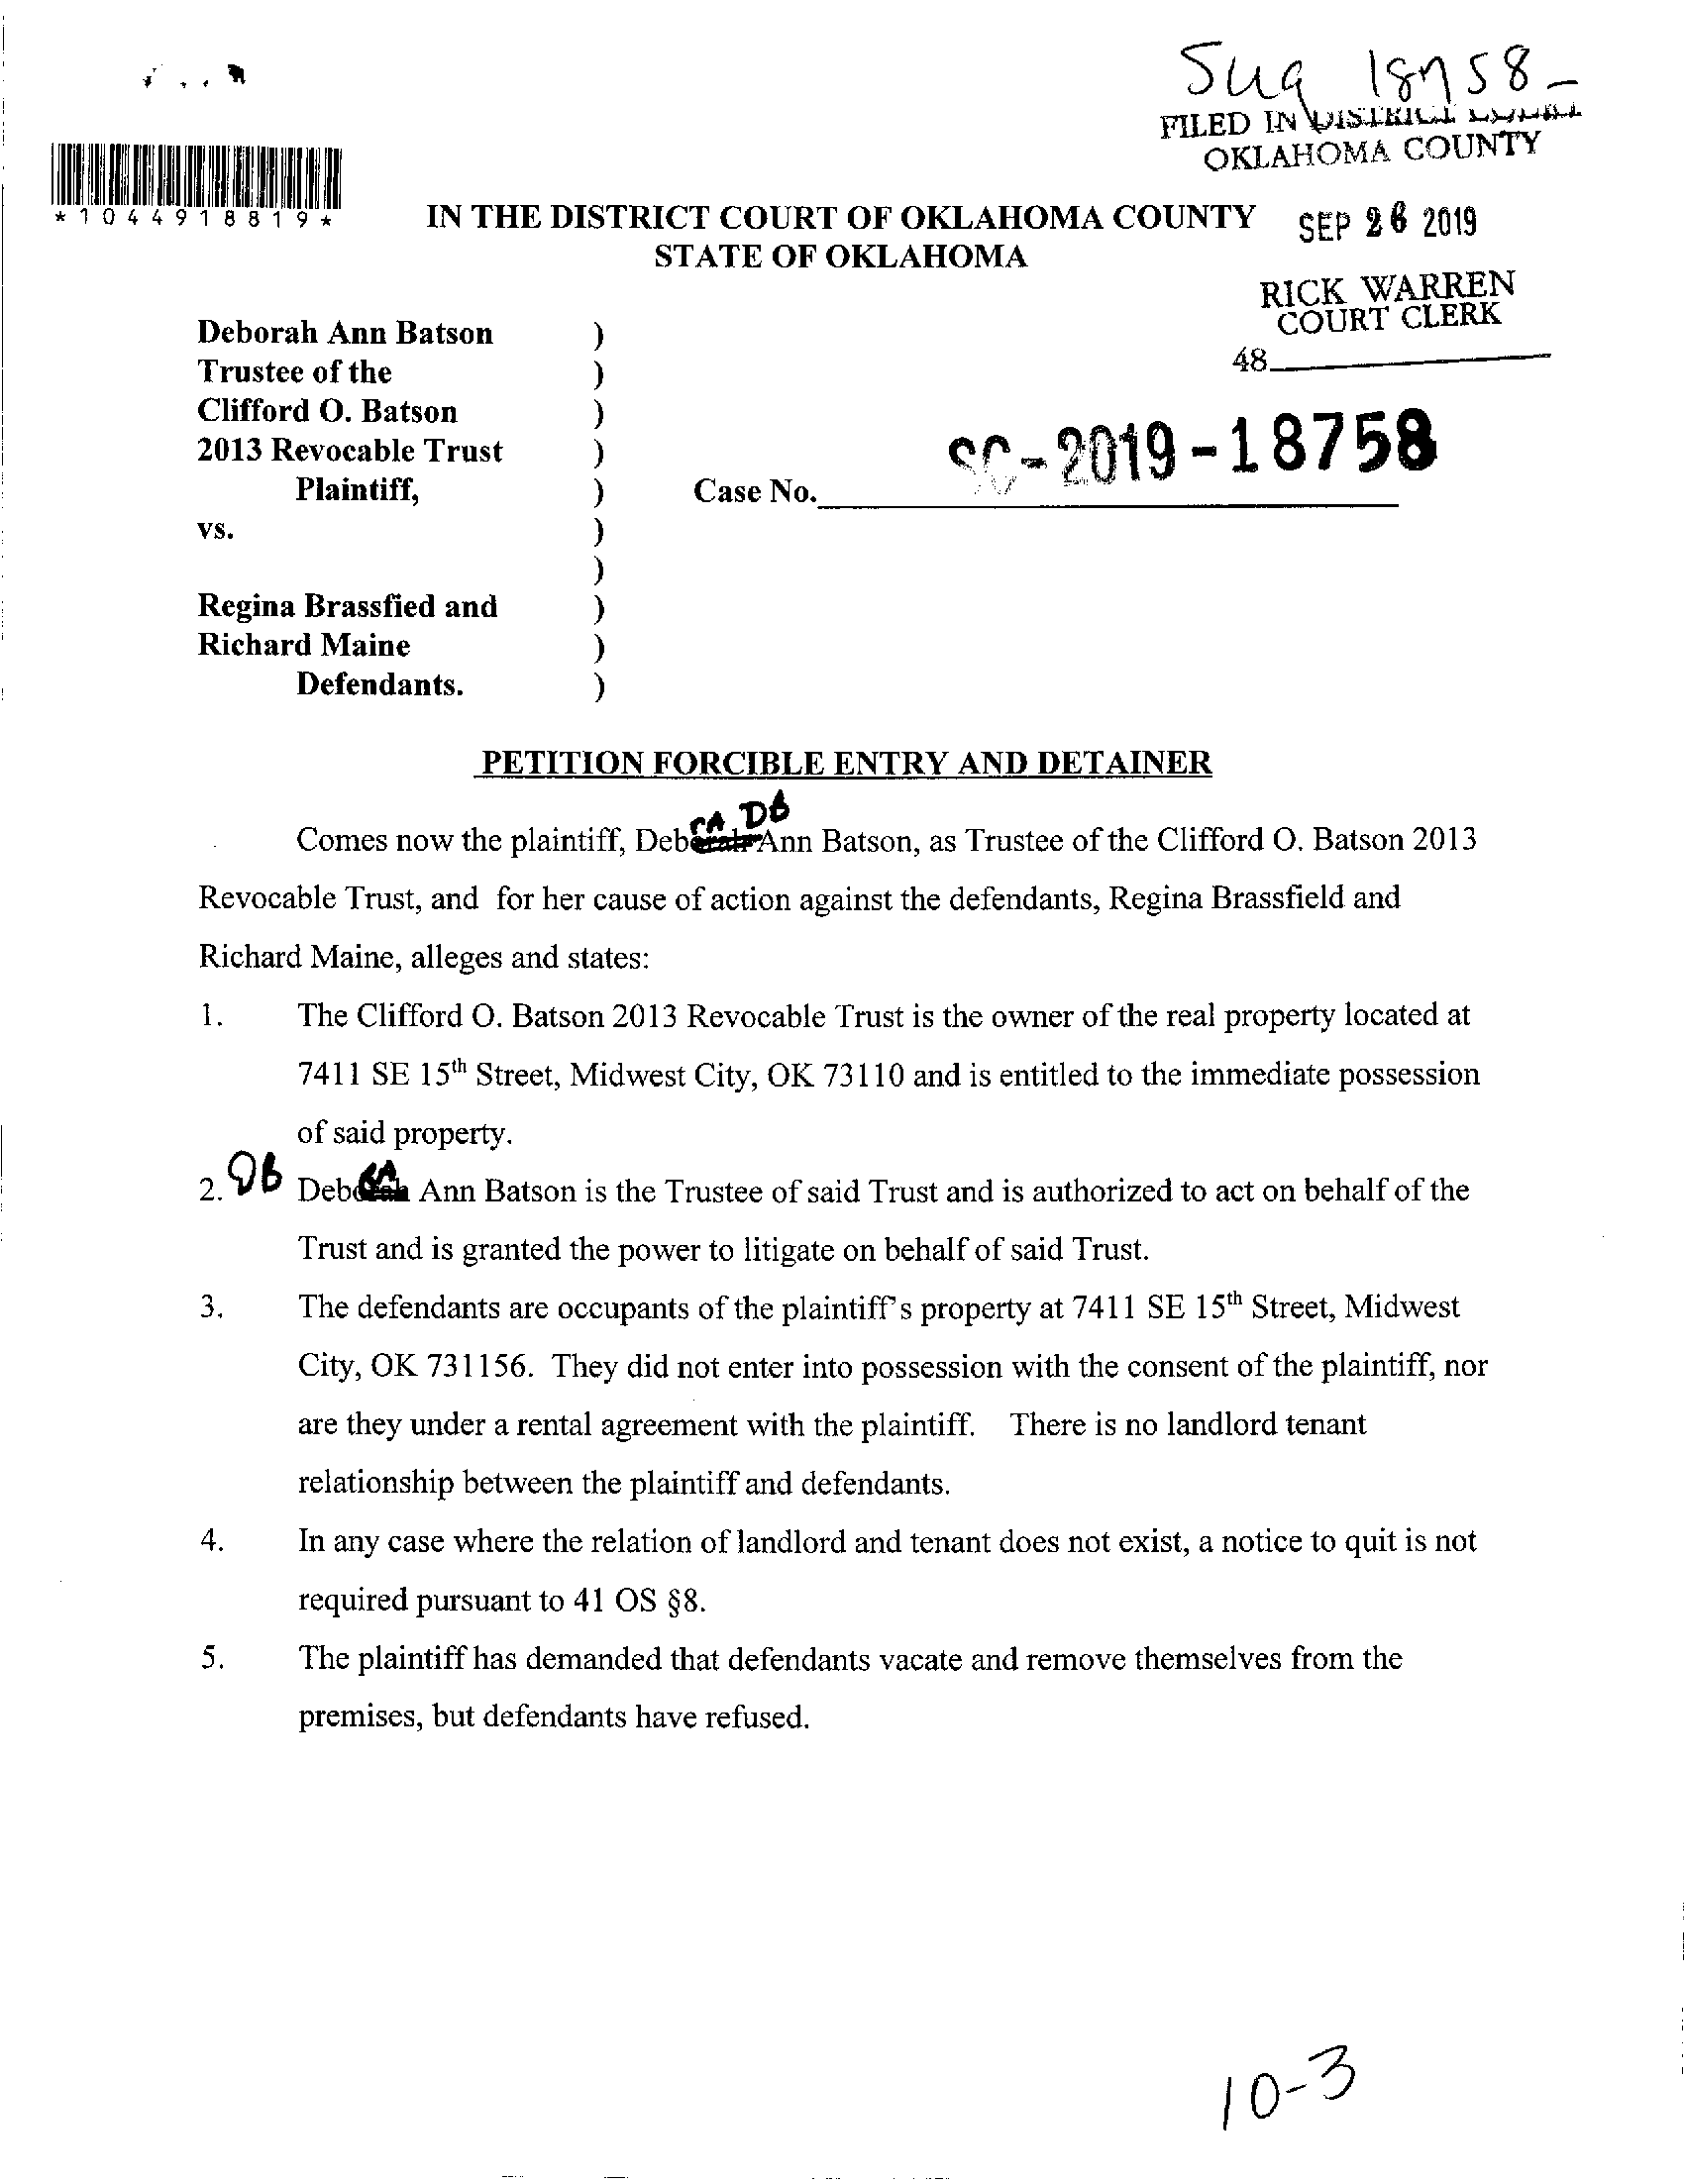 Sug 18758-
FILED IN DISTRICT COURT
OKLAHOMA COUNTY
*1044918819*
IN THE DISTRICT COURT OF OKLAHOMA COUNTY
SEP 26 2019
STATE OF OKLAHOMA
RICK WARREN
COURT CLERK
48
Deborah Ann Batson )
Trustee of the )
Clifford O. Batson )
2013 Revocable Trust )
SC-2019-18758
Plaintiff, ) Case No.
vs. )
)
Regina Brassfied and )
Richard Maine )
Defendants. )
PETITION FORCIBLE ENTRY AND DETAINER
rA DB
Comes now the plaintiff, Deborah Ann Batson, as Trustee of the Clifford O. Batson 2013
Revocable Trust, and for her cause of action against the defendants, Regina Brassfield and
Richard Maine, alleges and states:
1. The Clifford O. Batson 2013 Revocable Trust is the owner of the real property located at
7411 SE 15th Street, Midwest City, OK 73110 and is entitled to the immediate possession
of said property.
2. DB Debora Ann Batson is the Trustee of said Trust and is authorized to act on behalf of the
Trust and is granted the power to litigate on behalf of said Trust.
3. The defendants are occupants of the plaintiff's property at 7411 SE 15th Street, Midwest
City, OK 731156. They did not enter into possession with the consent of the plaintiff, nor
are they under a rental agreement with the plaintiff. There is no landlord tenant
relationship between the plaintiff and defendants.
4. In any case where the relation of landlord and tenant does not exist, a notice to quit is not
required pursuant to 41 OS §8.
5. The plaintiff has demanded that defendants vacate and remove themselves from the
premises, but defendants have refused.
10-3